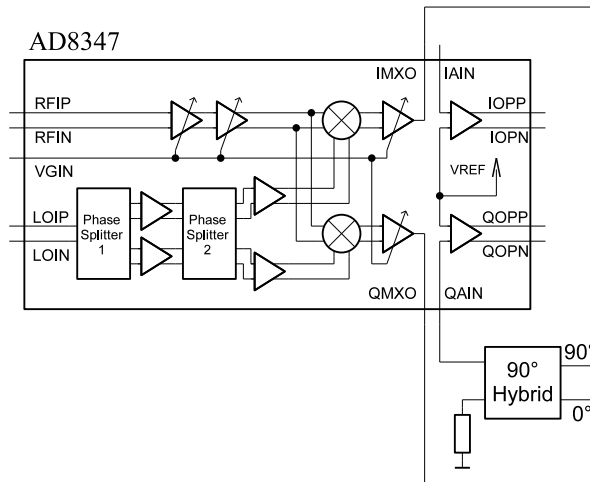 AD8347
IMXO
IAIN
RFIP
IOPP
RFIN
IOPN
VGIN
VREF
LOIP
Phase
Splitter
1
Phase
Splitter
2
QOPP
LOIN
QOPN
QMXO
QAIN
90°
90°
Hybrid
0°